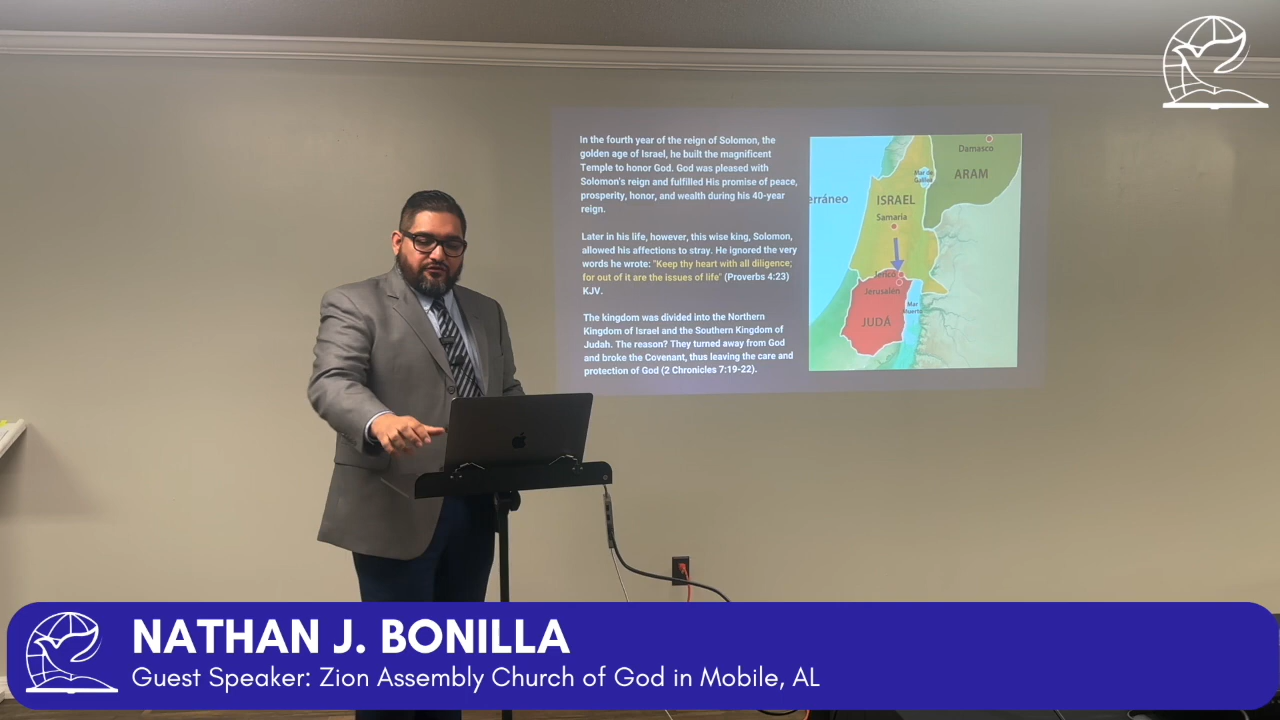 In the fourth year of the reign of Solomon, the
golden age of Israel, he built the magnificent
Temple to honor God. God was pleased with
Solomon's reign and fulfilled His promise of peace,
prosperity, honor, and wealth during his 40-year
reign.
Later in his life, however, this wise king, Solomon,
allowed his affections to stray. He ignored the very
words he wrote: "Keep thy heart with all diligence;
for out of it are the issues of life" (Proverbs 4:23)
KJV.
The kingdom was divided into the Northern
Kingdom of Israel and the Southern Kingdom of
Judah. The reason? They turned away from God
and broke the Covenant, thus leaving the care and
protection of God (2 Chronicles 7:19-22).
Damasco
Mar de
Galilea
ARAM
erráneo
ISRAEL
Samaria
Jericó
Jerusalén
Mar
Muerto
JUDÁ
NATHAN J. BONILLA
Guest Speaker: Zion Assembly Church of God in Mobile, AL